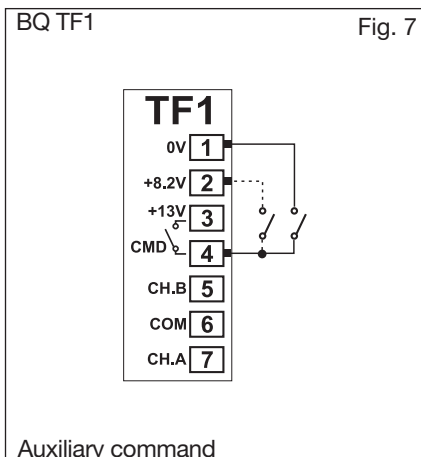 BQ TF1 Fig. 7
TF1
0V 1
+8.2V 2
+13V 3
CMD 4
CH.B 5
COM 6
CH.A 7
Auxiliary command